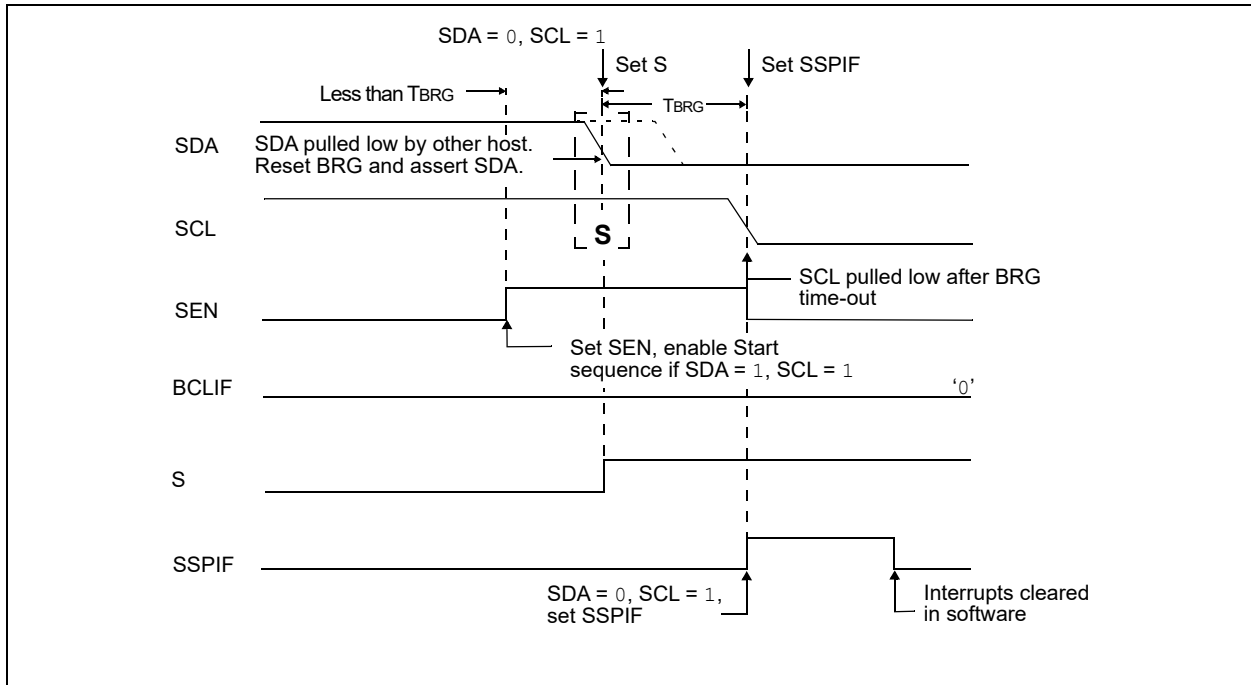 SDA = 0, SCL = 1
Set S
Set SSPIF
Less than TBRG
TBRG
SDA
SDA pulled low by other host.
Reset BRG and assert SDA.
SCL
S
SCL pulled low after BRG
time-out
SEN
Set SEN, enable Start
sequence if SDA = 1, SCL = 1
BCLIF
‘0’
S
SSPIF
SDA = 0, SCL = 1,
set SSPIF
Interrupts cleared
in software